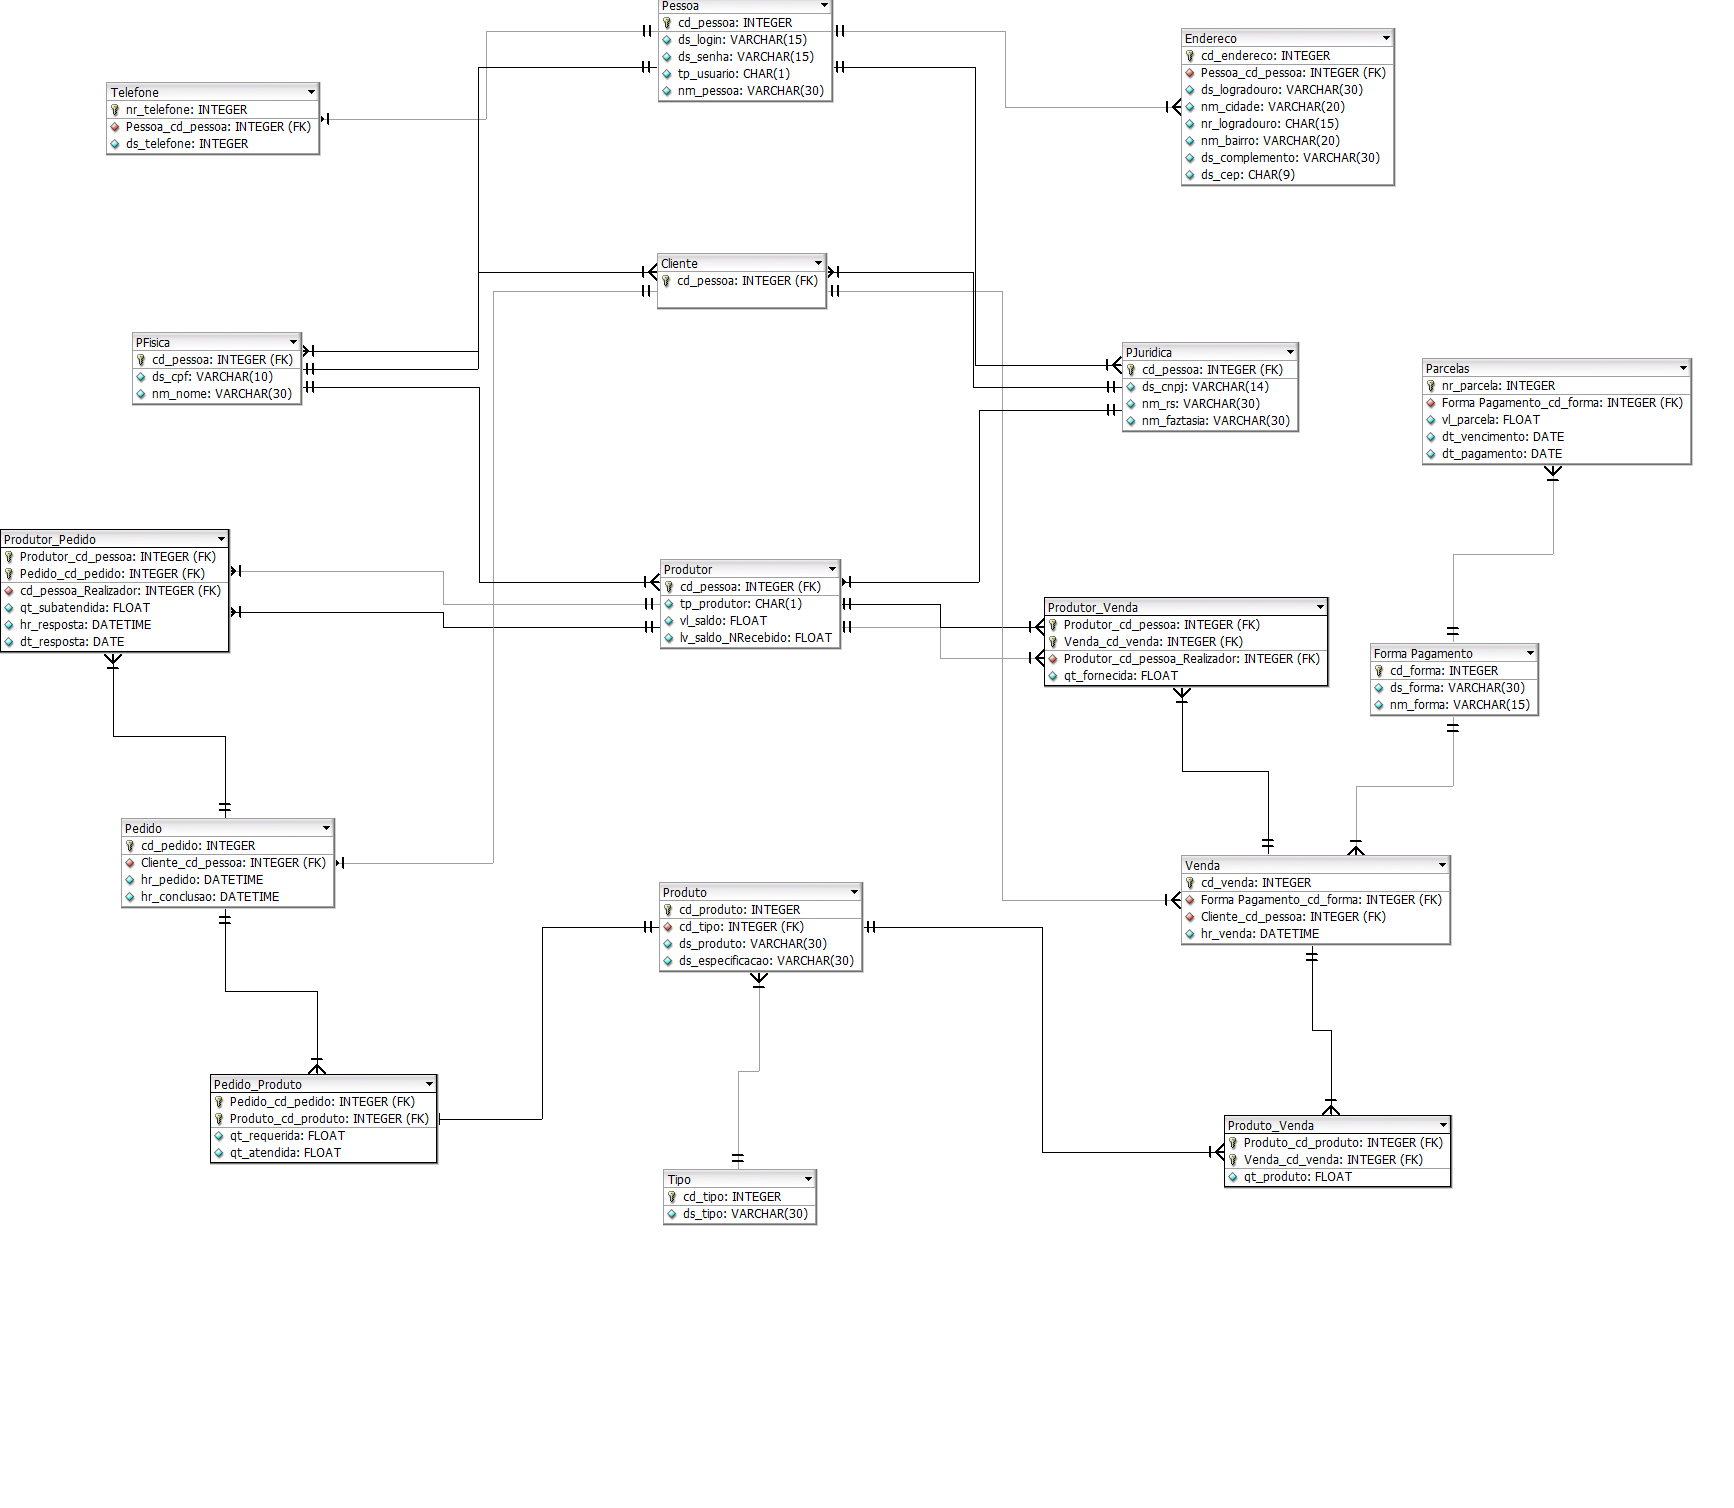 Pessoa
cd_pessoa: INTEGER
ds_login: VARCHAR(15)
ds_senha: VARCHAR(15)
tp_usuario: CHAR(1)
nm_pessoa: VARCHAR(30)
Endereco
cd_endereco: INTEGER
Pessoa_cd_pessoa: INTEGER (FK)
ds_logradouro: VARCHAR(30)
nm_cidade: VARCHAR(20)
nr_logradouro: CHAR(15)
nm_bairro: VARCHAR(20)
ds_complemento: VARCHAR(30)
ds_cep: CHAR(9)
Telefone
nr_telefone: INTEGER
Pessoa_cd_pessoa: INTEGER (FK)
ds_telefone: INTEGER
Cliente
cd_pessoa: INTEGER (FK)
PFisica
cd_pessoa: INTEGER (FK)
ds_cpf: VARCHAR(10)
nm_nome: VARCHAR(30)
PJuridica
cd_pessoa: INTEGER (FK)
ds_cnpj: VARCHAR(14)
nm_rs: VARCHAR(30)
nm_faztasia: VARCHAR(30)
Parcelas
nr_parcela: INTEGER
Forma Pagamento_cd_forma: INTEGER (FK)
vl_parcela: FLOAT
dt_vencimento: DATE
dt_pagamento: DATE
Produtor_Pedido
Produtor_cd_pessoa: INTEGER (FK)
Pedido_cd_pedido: INTEGER (FK)
cd_pessoa_Realizador: INTEGER (FK)
qt_subatendida: FLOAT
hr_resposta: DATETIME
dt_resposta: DATE
Produtor
cd_pessoa: INTEGER (FK)
tp_produtor: CHAR(1)
vl_saldo: FLOAT
lv_saldo_NRecebido: FLOAT
Produtor_Venda
Produtor_cd_pessoa: INTEGER (FK)
Venda_cd_venda: INTEGER (FK)
Produtor_cd_pessoa_Realizador: INTEGER (FK)
qt_fornecida: FLOAT
Forma Pagamento
cd_forma: INTEGER
ds_forma: VARCHAR(30)
nm_forma: VARCHAR(15)
Pedido
cd_pedido: INTEGER
Cliente_cd_pessoa: INTEGER (FK)
hr_pedido: DATETIME
hr_conclusao: DATETIME
Produto
cd_produto: INTEGER
cd_tipo: INTEGER (FK)
ds_produto: VARCHAR(30)
ds_especificacao: VARCHAR(30)
Venda
cd_venda: INTEGER
Forma Pagamento_cd_forma: INTEGER (FK)
Cliente_cd_pessoa: INTEGER (FK)
hr_venda: DATETIME
Pedido_Produto
Pedido_cd_pedido: INTEGER (FK)
Produto_cd_produto: INTEGER (FK)
qt_requerida: FLOAT
qt_atendida: FLOAT
Produto_Venda
Produto_cd_produto: INTEGER (FK)
Venda_cd_venda: INTEGER (FK)
qt_produto: FLOAT
Tipo
cd_tipo: INTEGER
ds_tipo: VARCHAR(30)